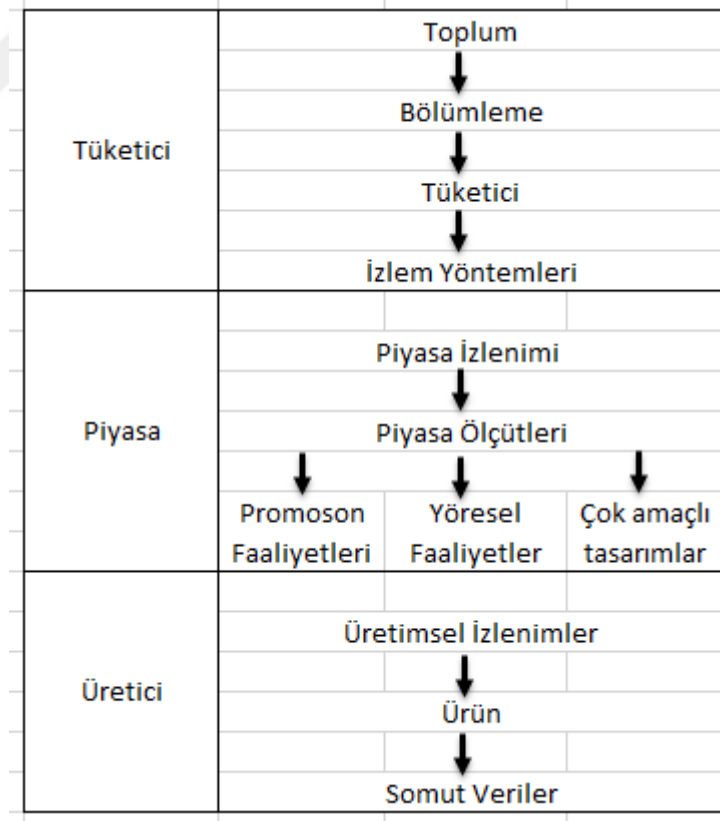 Toplum
Bölümleme
Tüketici
Tüketici
İzlem Yöntemleri
Piyasa İzlenimi
Piyasa
Piyasa Ölçütleri
Promoson
Faaliyetleri
Yöresel
Faaliyetler
Çok amaçlı
tasarımlar
Üretimsel İzlenimler
Üretici
Ürün
Somut Veriler